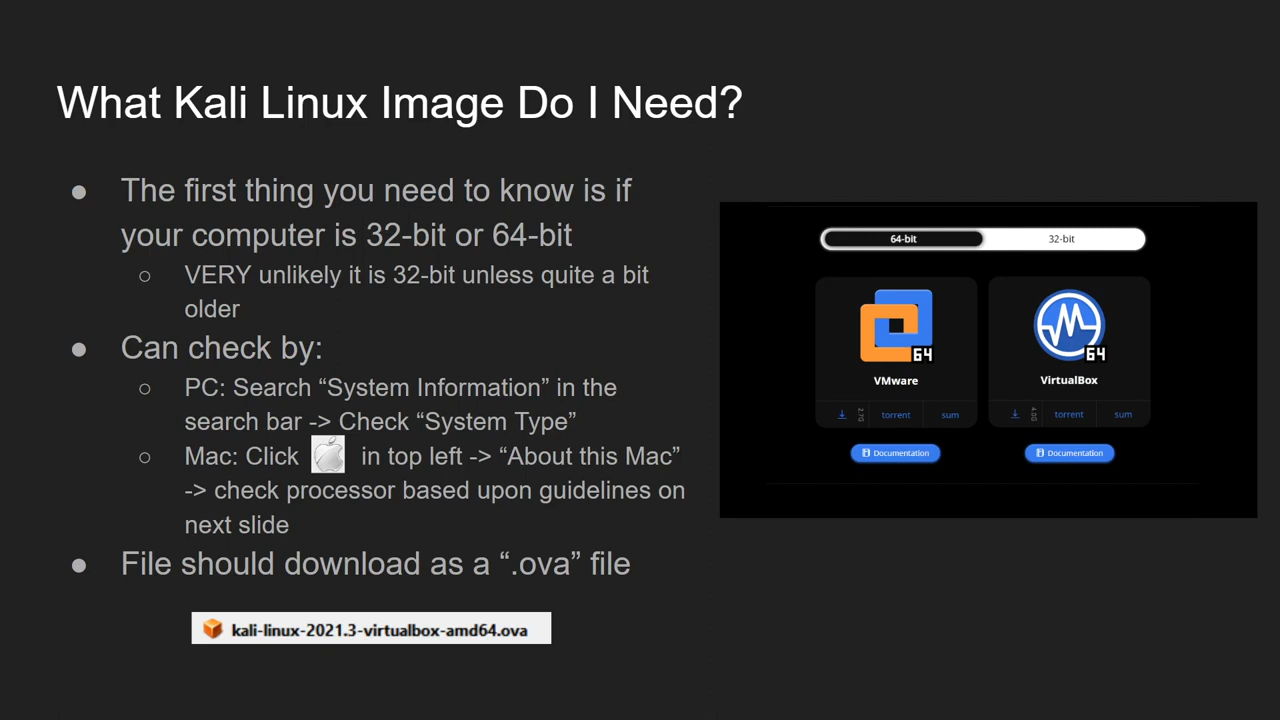 What Kali Linux Image Do I Need?
● The first thing you need to know is if
your computer is 32-bit or 64-bit
○ VERY unlikely it is 32-bit unless quite a bit
older
● Can check by:
○ PC: Search “System Information” in the
search bar -> Check “System Type”
○ Mac: Click in top left -> “About this Mac”
-> check processor based upon guidelines on
next slide
● File should download as a “.ova” file
kali-linux-2021.3-virtualbox-amd64.ova
64-bit 32-bit
64 64
VMware VirtualBox
2.7G torrent sum 4.0G torrent sum
Documentation Documentation